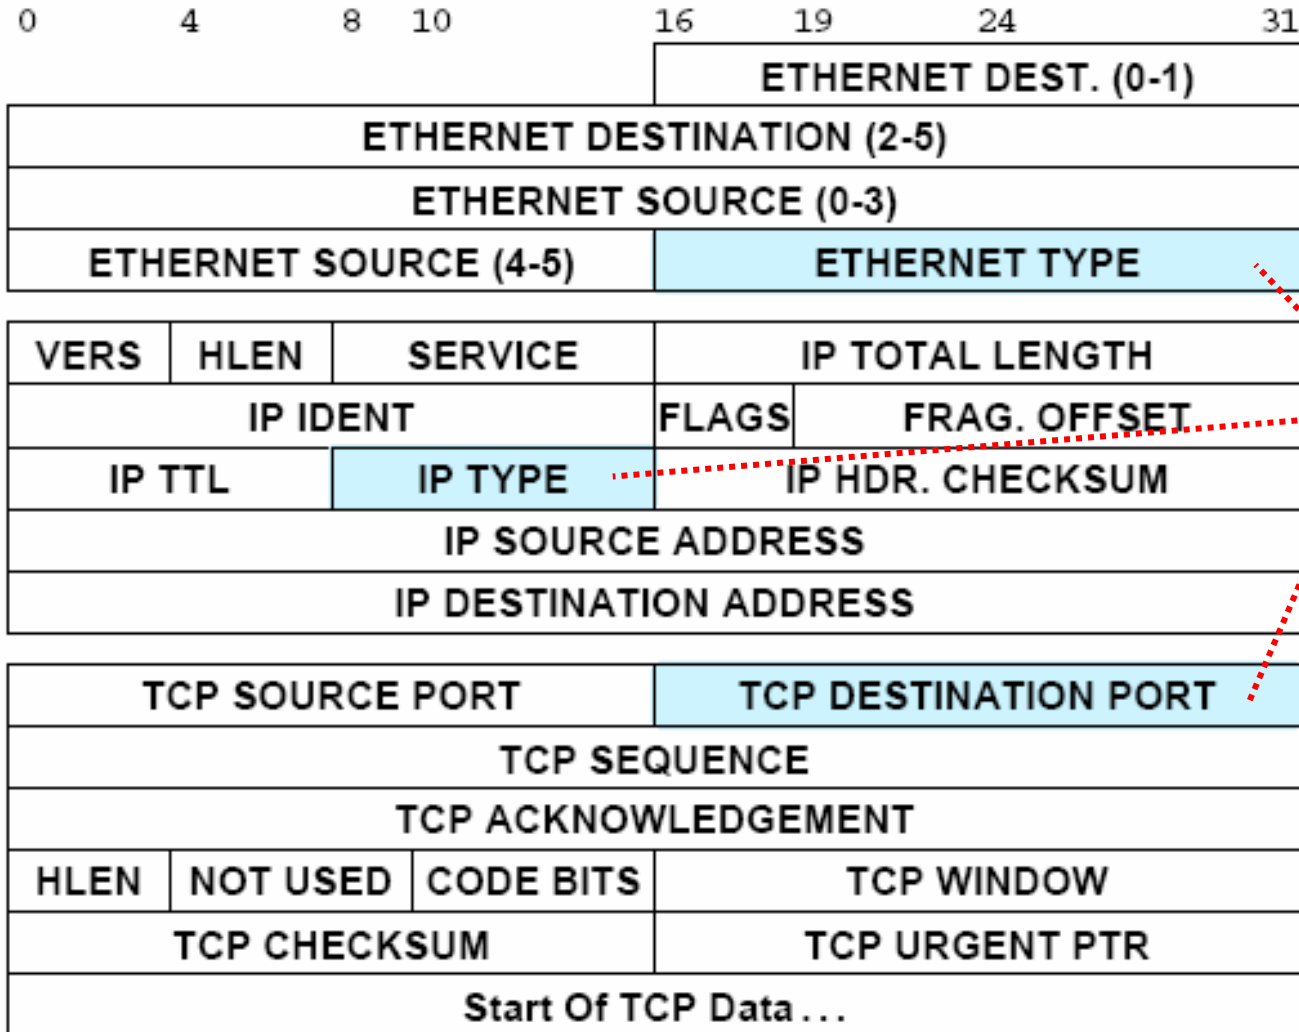 0 4 8 10 16 19 24 31
ETHERNET DEST. (0-1)
ETHERNET DESTINATION (2-5)
ETHERNET SOURCE (0-3)
ETHERNET SOURCE (4-5) ETHERNET TYPE
VERS HLEN SERVICE IP TOTAL LENGTH
IP IDENT FLAGS FRAG. OFFSET
IP TTL IP TYPE IP HDR. CHECKSUM
IP SOURCE ADDRESS
IP DESTINATION ADDRESS
TCP SOURCE PORT TCP DESTINATION PORT
TCP SEQUENCE
TCP ACKNOWLEDGEMENT
HLEN NOT USED CODE BITS TCP WINDOW
TCP CHECKSUM TCP URGENT PTR
Start Of TCP Data...